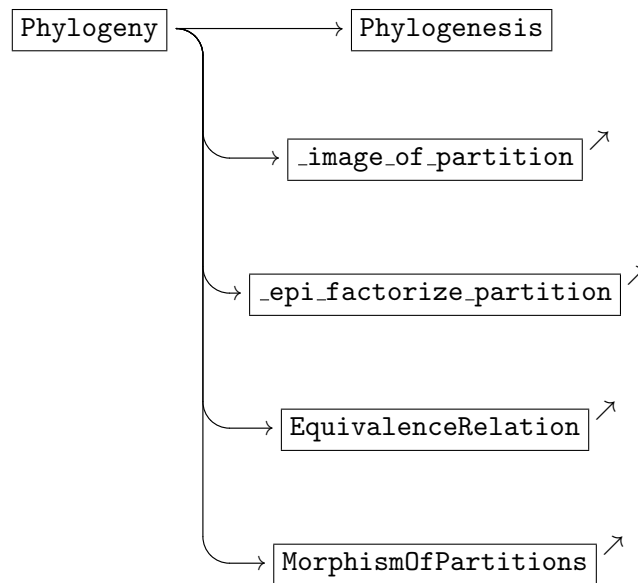 Phylogeny
Phylogenesis
_image_of_partition
_epi_factorize_partition
EquivalenceRelation
MorphismOfPartitions